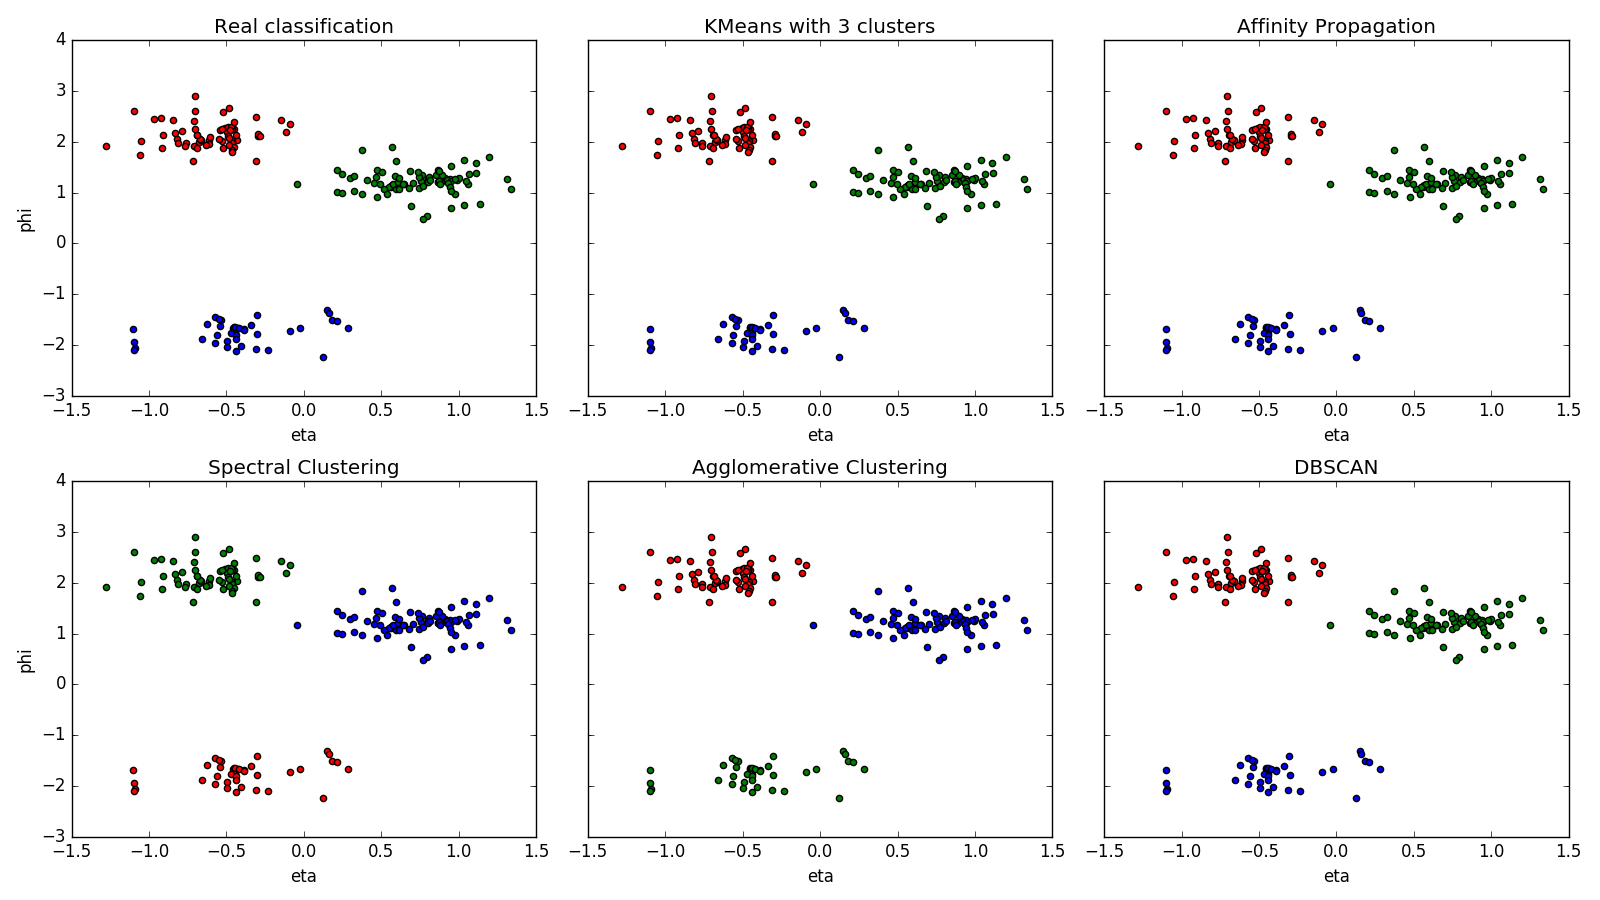 Real classification
KMeans with 3 clusters
Affinity Propagation
4
3
2
1
0
−1
−2
−3
phi
−1.5 −1.0 −0.5 0.0 0.5 1.0 1.5
−1.5 −1.0 −0.5 0.0 0.5 1.0 1.5
−1.5 −1.0 −0.5 0.0 0.5 1.0 1.5
eta
eta
eta
Spectral Clustering
Agglomerative Clustering
DBSCAN
4
3
2
1
0
−1
−2
−3
phi
−1.5 −1.0 −0.5 0.0 0.5 1.0 1.5
−1.5 −1.0 −0.5 0.0 0.5 1.0 1.5
−1.5 −1.0 −0.5 0.0 0.5 1.0 1.5
eta
eta
eta